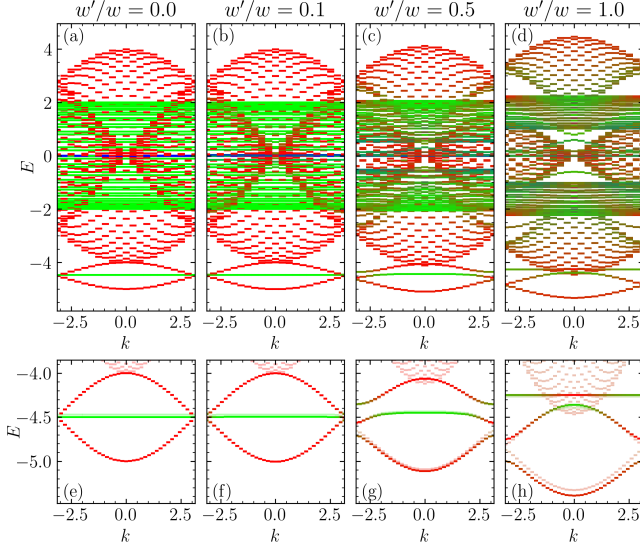 w′/w = 0.0 w′/w = 0.1 w′/w = 0.5 w′/w = 1.0
(a) (b) (c) (d)
4
2
0
−2
−4
E
−2.5 0.0 2.5 −2.5 0.0 2.5 −2.5 0.0 2.5 −2.5 0.0 2.5
k k k k
−4.0
−4.5
−5.0
E
(e) (f) (g) (h)
−2.5 0.0 2.5 −2.5 0.0 2.5 −2.5 0.0 2.5 −2.5 0.0 2.5
k k k k